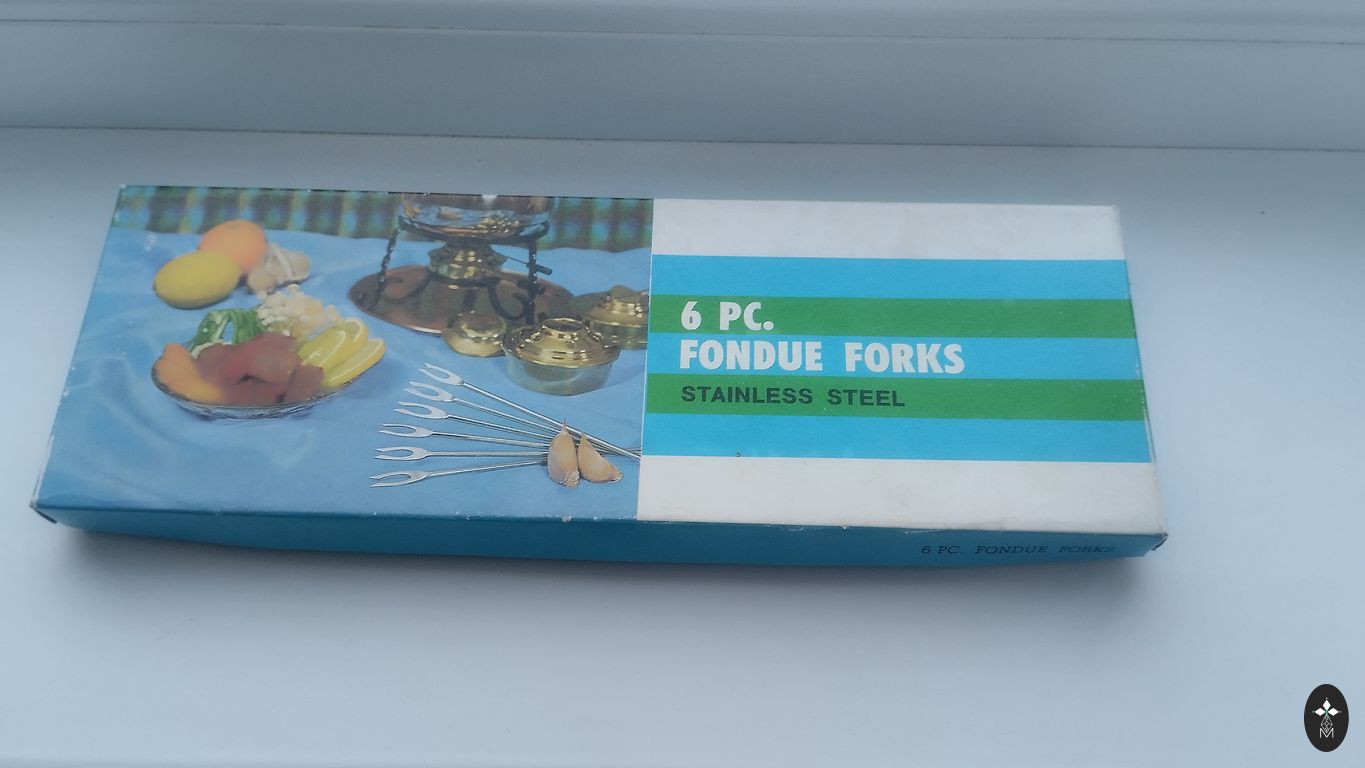 6 PC.
FONDUE FORKS
STAINLESS STEEL
6 PC. FONDUE FORKS
M